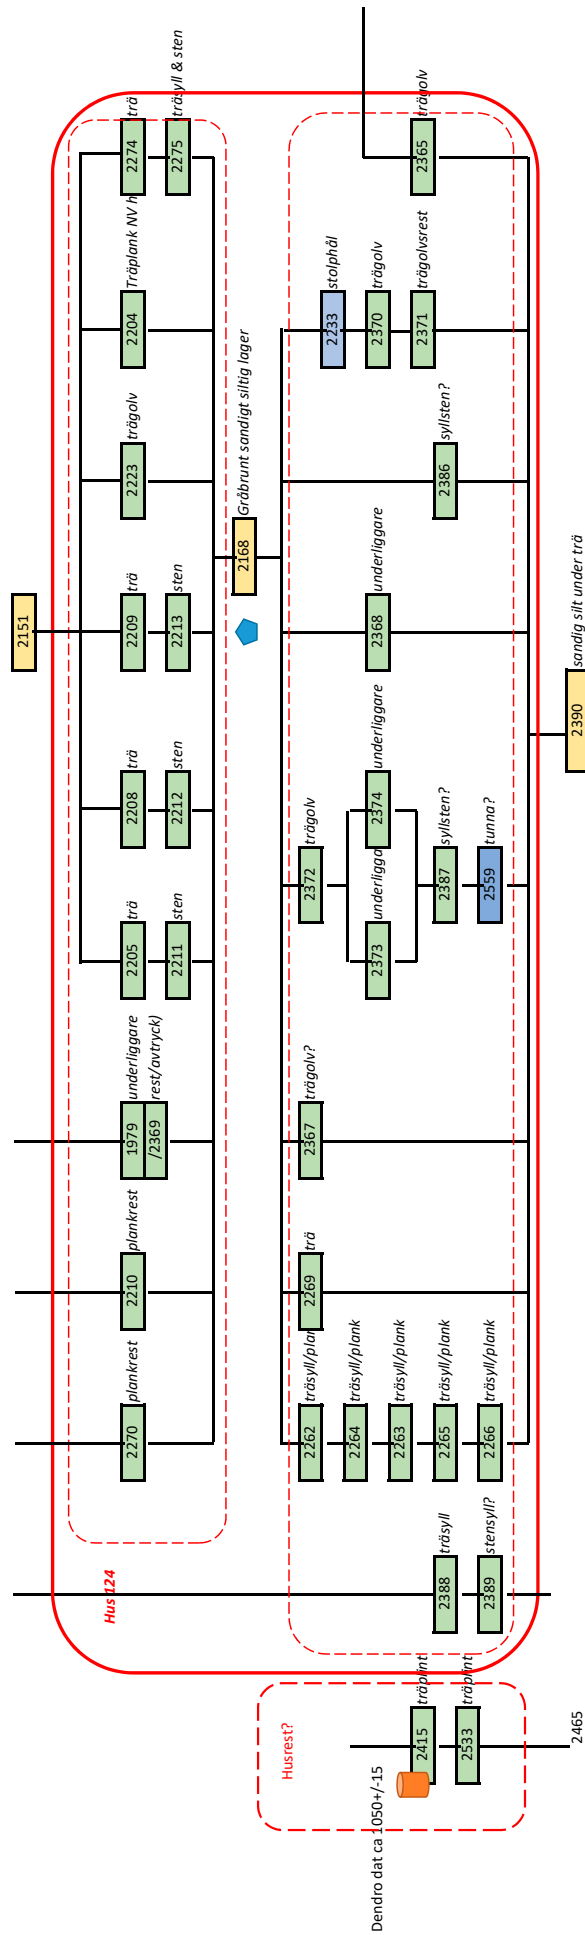 2151
Hus 124
2270 plankrest
2210 plankrest
1979 underliggare
/2369 rest/avtryck)
2205 trä
2211 sten
2208 trä
2212 sten
2209 trä
2213 sten
2223 trägolv
2204 Träplank NV h
2274 trä
2275 träsyll & sten
2168 Gråbrunt sandigt siltig lager
2388 träsyll
2389 stensyll?
2262 träsyll/plan
2264 träsyll/plank
2263 träsyll/plank
2265 träsyll/plank
2266 träsyll/plank
2269 trä
2367 trägolv?
2372 trägolv
2373 underligga
2374 underliggare
2387 syllsten?
2559 tunna?
2368 underliggare
2386 syllsten?
2233 stolphål
2370 trägolv
2371 trägolvsrest
2365 trägolv
2390 sandig silt under trä
Husrest?
Dendro dat ca 1050+/-15
2415 träplint
2533 träplint
2465